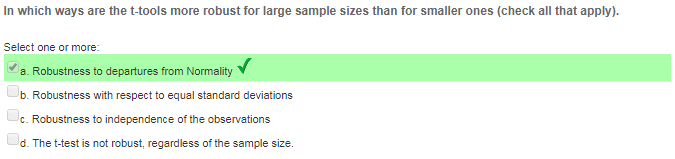 In which ways are the t-tools more robust for large sample sizes than for smaller ones (check all that apply).
Select one or more:
a. Robustness to departures from Normality
b. Robustness with respect to equal standard deviations
c. Robustness to independence of the observations
d. The t-test is not robust, regardless of the sample size.